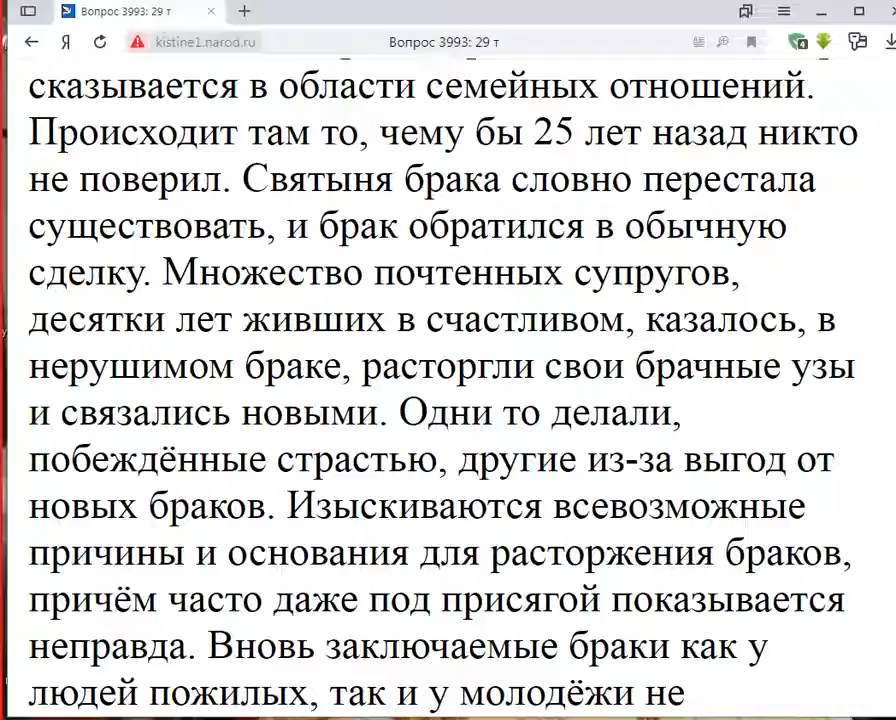 Вопрос 3993: 29 т
kistine1.narod.ru
Вопрос 3993: 29 т
сказывается в области семейных отношений.
Происходит там то, чему бы 25 лет назад никто
не поверил. Святыня брака словно перестала
существовать, и брак обратился в обычную
сделку. Множество почтенных супругов,
десятки лет живших в счастливом, казалось, в
нерушимом браке, расторгли свои брачные узы
и связались новыми. Одни то делали,
побеждённые страстью, другие из-за выгод от
новых браков. Изыскиваются всевозможные
причины и основания для расторжения браков,
причём часто даже под присягой показывается
неправда. Вновь заключаемые браки как у
людей пожилых, так и у молодёжи не